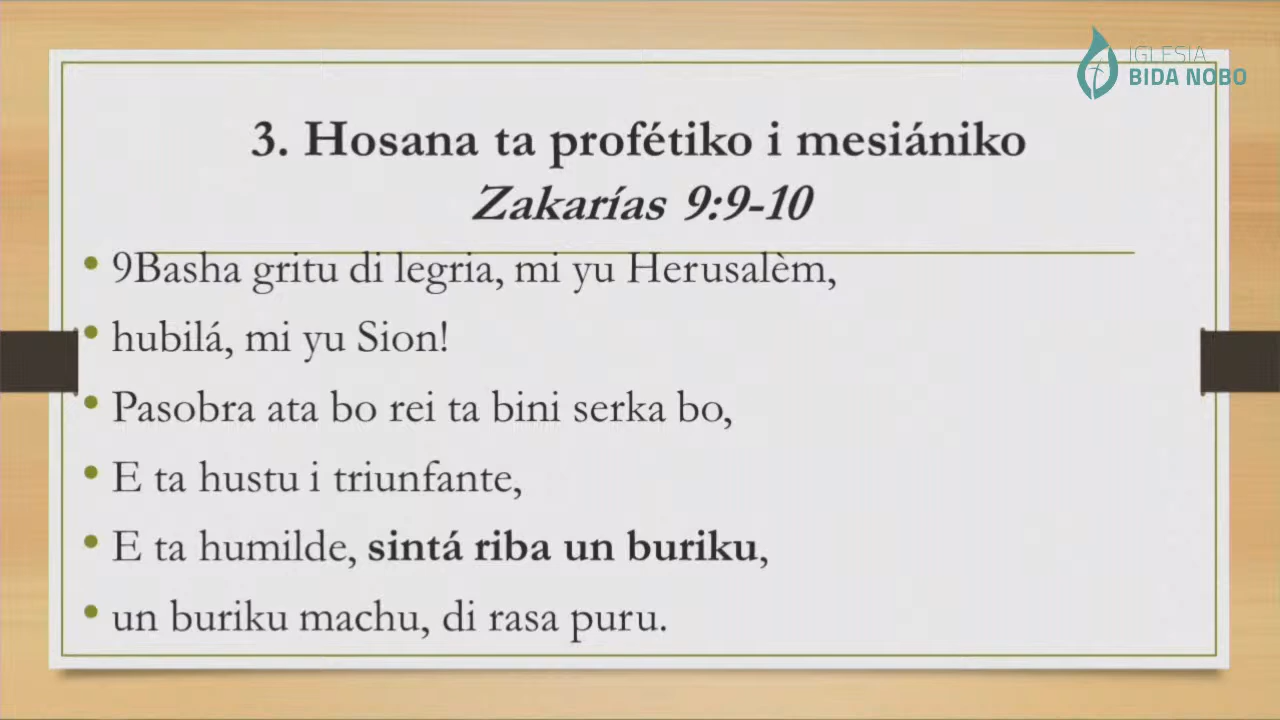 IGLESIA
BIDA NOBO
3. Hosana ta profétiko i mesiániko
Zakarías 9:9-10
• 9Basha gritu di legria, mi yu Herusalèm,
• hubilá, mi yu Sion!
• Pasobra ata bo rei ta bini serka bo,
• E ta hustu i triunfante,
• E ta humilde, sintá riba un buriku,
• un buriku machu, di rasa puru.